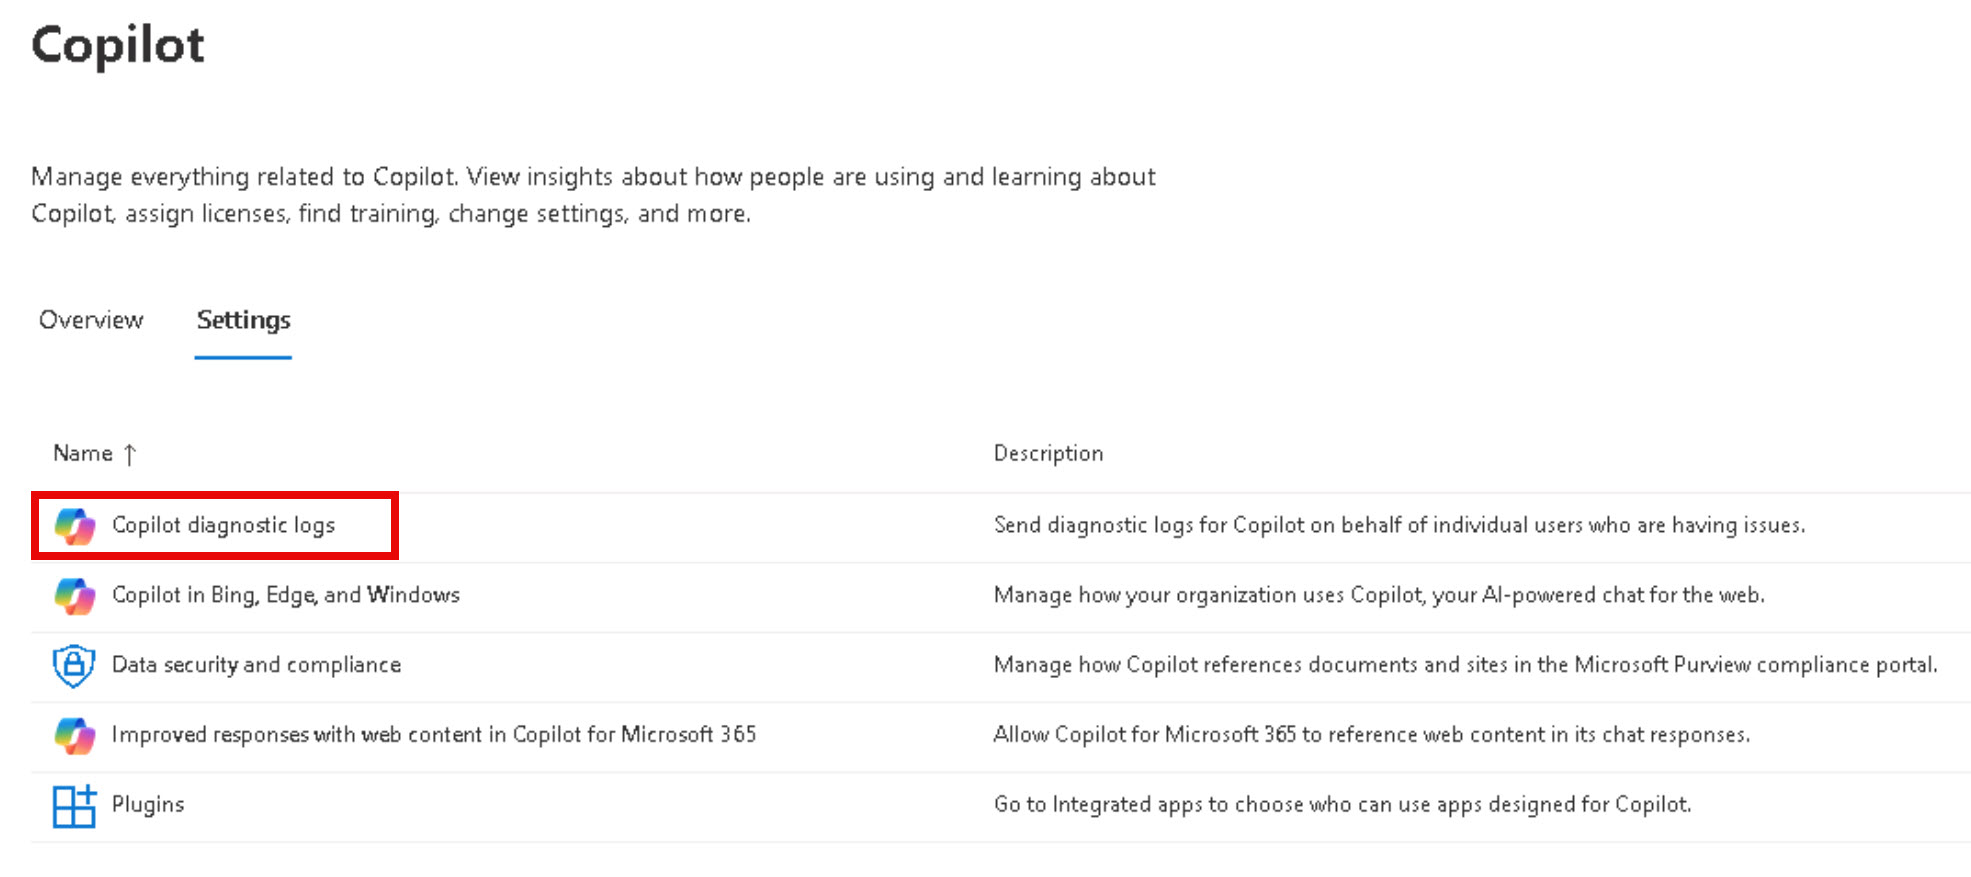 Copilot
Manage everything related to Copilot. View insights about how people are using and learning about
Copilot, assign licenses, find training, change settings, and more.
Overview Settings
Name ↑ Description
Copilot diagnostic logs Send diagnostic logs for Copilot on behalf of individual users who are having issues.
Copilot in Bing, Edge, and Windows Manage how your organization uses Copilot, your AI-powered chat for the web.
Data security and compliance Manage how Copilot references documents and sites in the Microsoft Purview compliance portal.
Improved responses with web content in Copilot for Microsoft 365 Allow Copilot for Microsoft 365 to reference web content in its chat responses.
Plugins Go to Integrated apps to choose who can use apps designed for Copilot.